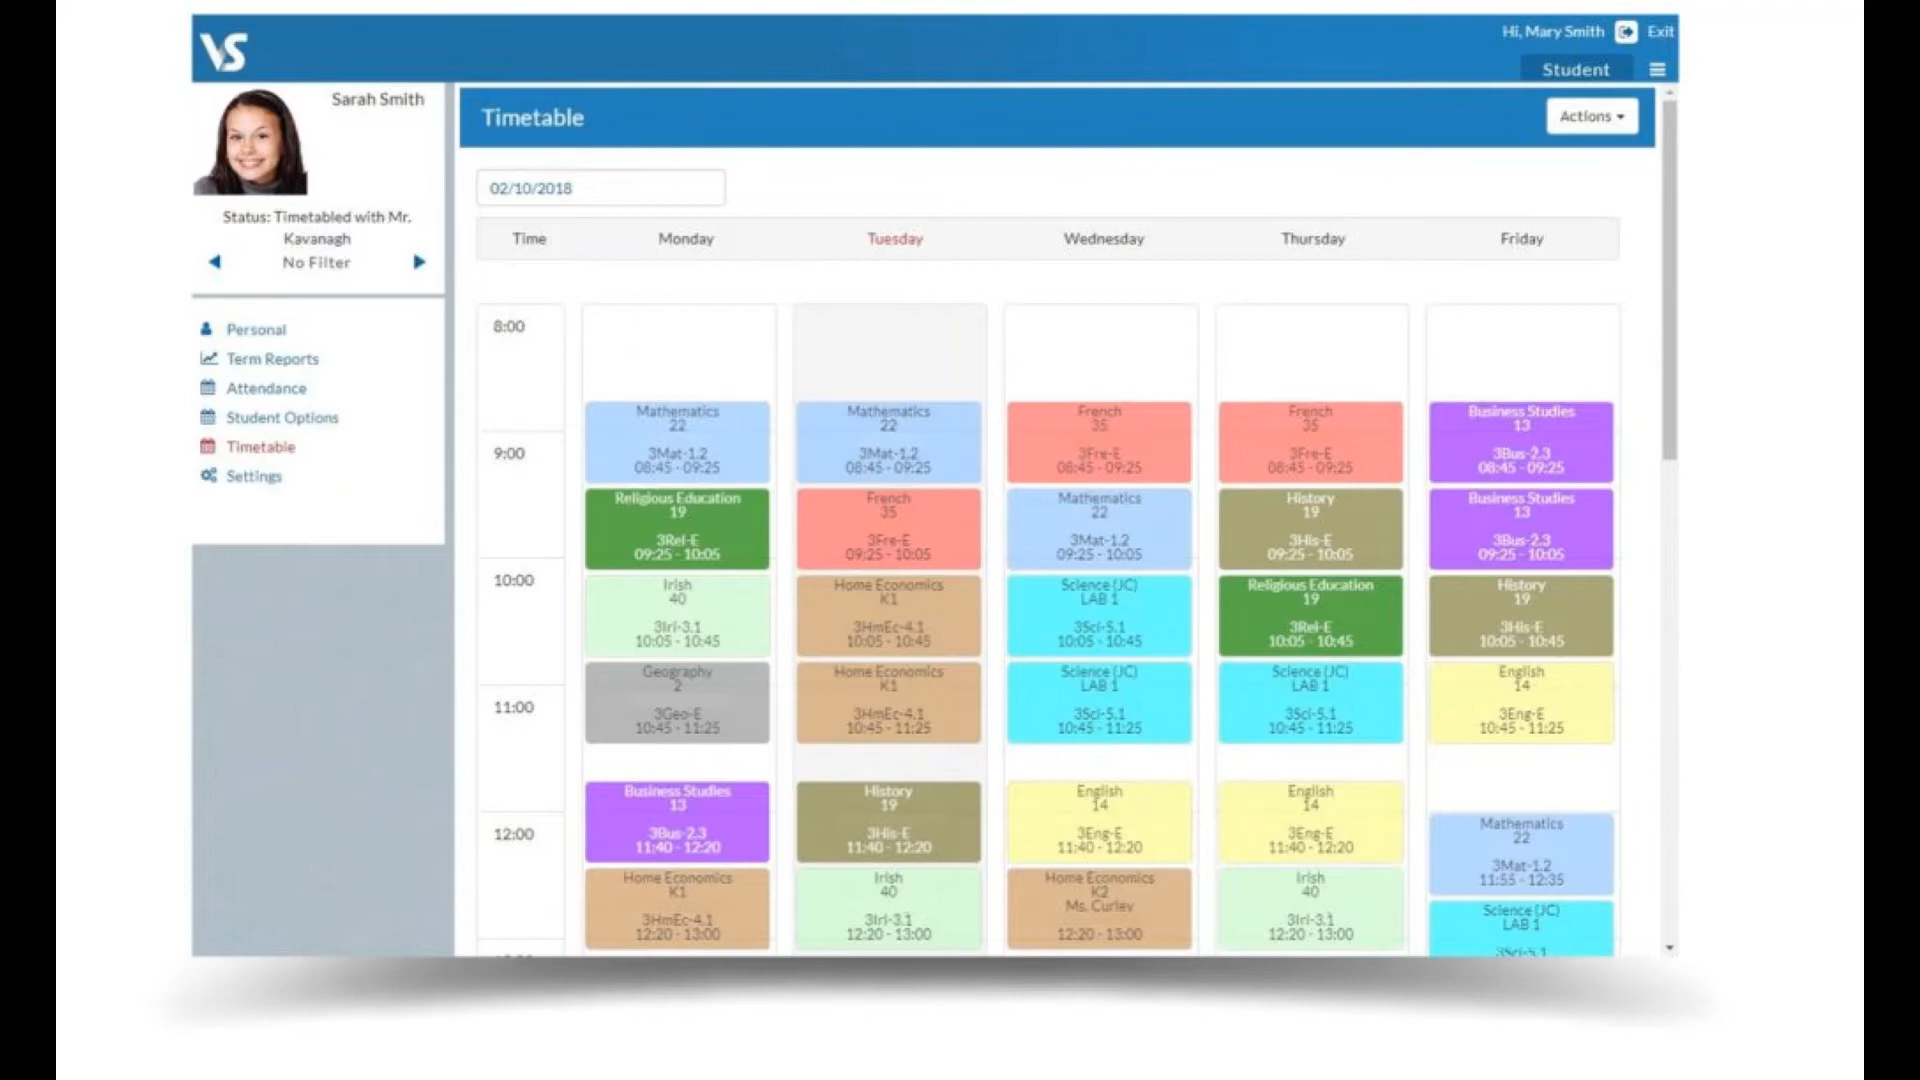 VS
Hi, Mary Smith Exit
Student
Sarah Smith
Status: Timetabled with Mr.
Kavanagh
No Filter
Personal
Term Reports
Attendance
Student Options
Timetable
Settings
Timetable
Actions
02/10/2018
Time Monday Tuesday Wednesday Thursday Friday
8:00
9:00
10:00
11:00
12:00
Mathematics
22
3Mat-1.2
08:45 - 09:25
Religious Education
19
3Rel-E
09:25 - 10:05
Irish
40
3Iri-3.1
10:05 - 10:45
Geography
2
3Geo-E
10:45 - 11:25
Business Studies
13
3Bus-2.3
11:40 - 12:20
Home Economics
K1
3HmEc-4.1
12:20 - 13:00
Mathematics
22
3Mat-1.2
08:45 - 09:25
French
35
3Fre-E
09:25 - 10:05
Home Economics
K1
3HmEc-4.1
10:05 - 10:45
Home Economics
K1
3HmEc-4.1
10:45 - 11:25
History
19
3His-E
11:40 - 12:20
Irish
40
3Iri-3.1
12:20 - 13:00
French
35
3Fre-E
08:45 - 09:25
Mathematics
22
3Mat-1.2
09:25 - 10:05
Science (JC)
LAB 1
3Sci-5.1
10:05 - 10:45
Science (JC)
LAB 1
3Sci-5.1
10:45 - 11:25
English
14
3Eng-E
11:40 - 12:20
Home Economics
K2
Ms. Curley
12:20 - 13:00
French
35
3Fre-E
08:45 - 09:25
History
19
3His-E
09:25 - 10:05
Religious Education
19
3Rel-E
10:05 - 10:45
Science (JC)
LAB 1
3Sci-5.1
10:45 - 11:25
English
14
3Eng-E
11:40 - 12:20
Irish
40
3Iri-3.1
12:20 - 13:00
Business Studies
13
3Bus-2.3
08:45 - 09:25
Business Studies
13
3Bus-2.3
09:25 - 10:05
History
19
3His-E
10:05 - 10:45
English
14
3Eng-E
10:45 - 11:25
Mathematics
22
3Mat-1.2
11:55 - 12:35
Science (JC)
LAB 1
3Sci-5.1